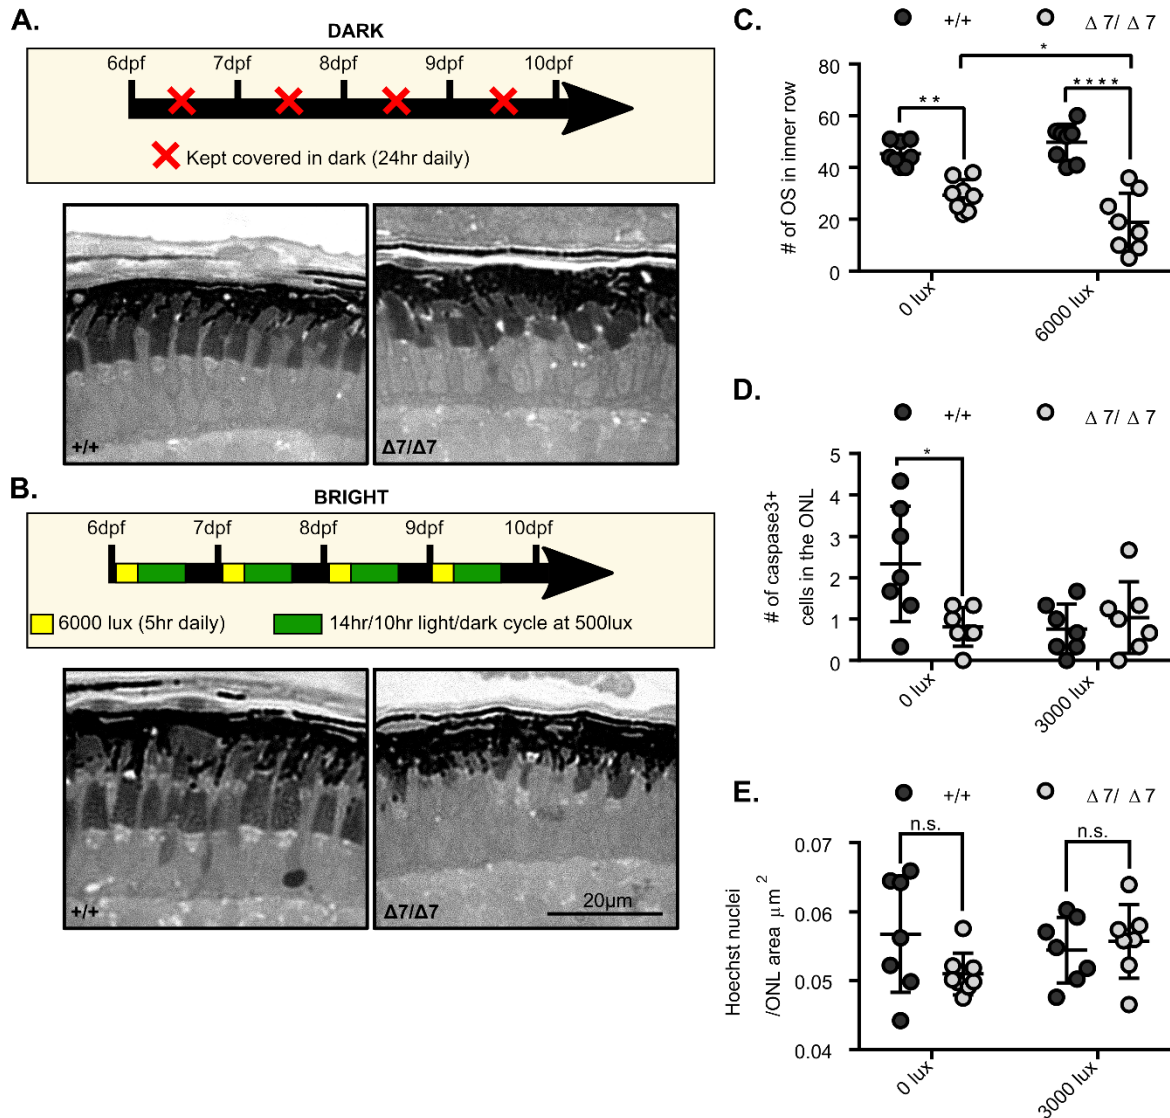 A.
DARK
6dpf 7dpf 8dpf 9dpf 10dpf
Kept covered in dark (24hr daily)
+/+
Δ7/Δ7
B.
BRIGHT
6dpf 7dpf 8dpf 9dpf 10dpf
6000 lux (5hr daily) 14hr/10hr light/dark cycle at 500lux
+/+
Δ7/Δ7
20μm
C.
+/+ Δ 7/ Δ 7
*
* *
* * * *
# of OS in inner row
80
60
40
20
0
0 lux
6000 lux
D.
+/+ Δ 7/ Δ 7
*
# of caspase3+
cells in the ONL
5
4
3
2
1
0
0 lux
3000 lux
E.
+/+ Δ 7/ Δ 7
n.s. n.s.
Hoechst nuclei
/ONL area μm 2
0.07
0.06
0.05
0.04
0 lux
3000 lux